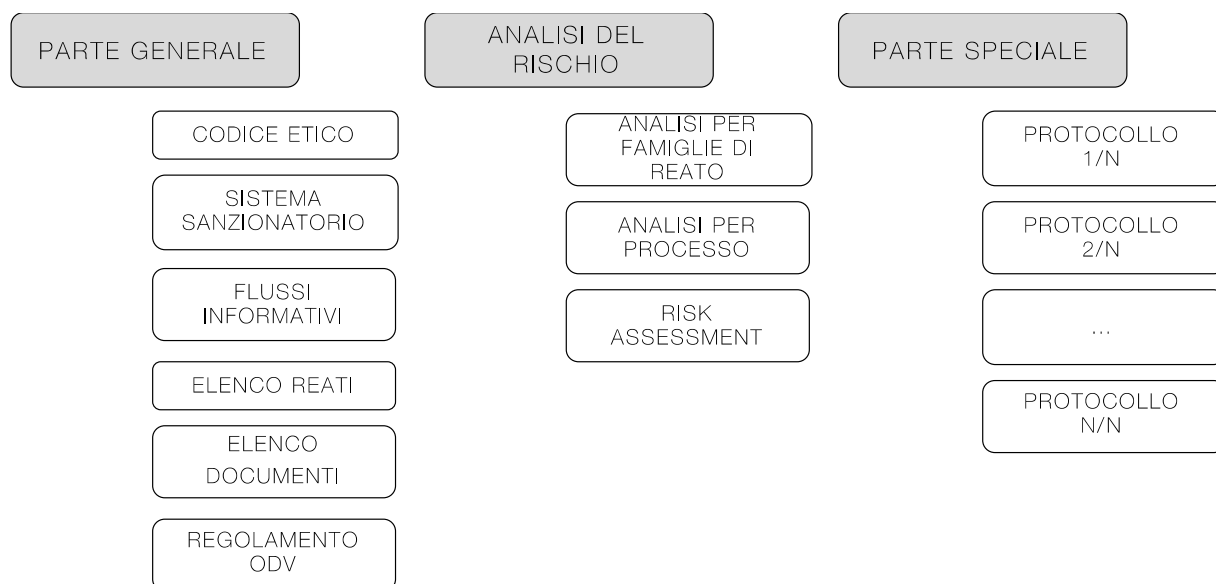 PARTE GENERALE
CODICE ETICO
SISTEMA
SANZIONATORIO
FLUSSI
INFORMATIVI
ELENCO REATI
ELENCO
DOCUMENTI
REGOLAMENTO
ODV
ANALISI DEL
RISCHIO
ANALISI PER
FAMIGLIE DI
REATO
ANALISI PER
PROCESSO
RISK
ASSESSMENT
PARTE SPECIALE
PROTOCOLLO
1/N
PROTOCOLLO
2/N
...
PROTOCOLLO
N/N